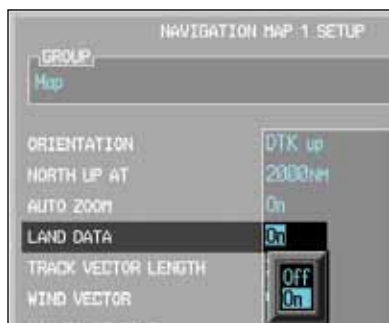 NAVIGATION MAP 1 SETUP
GROUP
Map
ORIENTATION DTK up
NORTH UP AT 2000NM
AUTO ZOOM On
LAND DATA On
TRACK VECTOR LENGTH
Off
WIND VECTOR
On